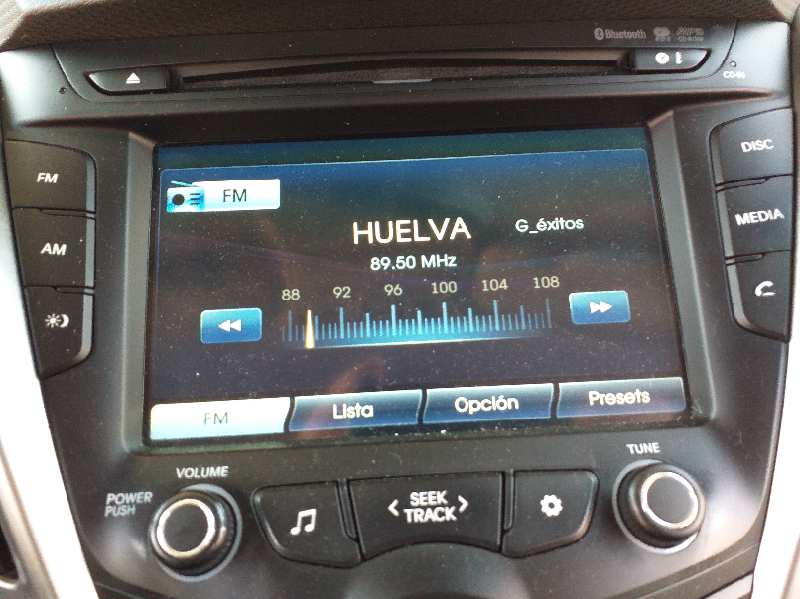 Bluetooth
DISC
FM
FM
HUELVA
G_éxitos
89.50 MHz
MEDIA
AM
88 92 96 100 104 108
FM
Lista
Opción
Presets
VOLUME
TUNE
POWER
PUSH
SEEK
TRACK